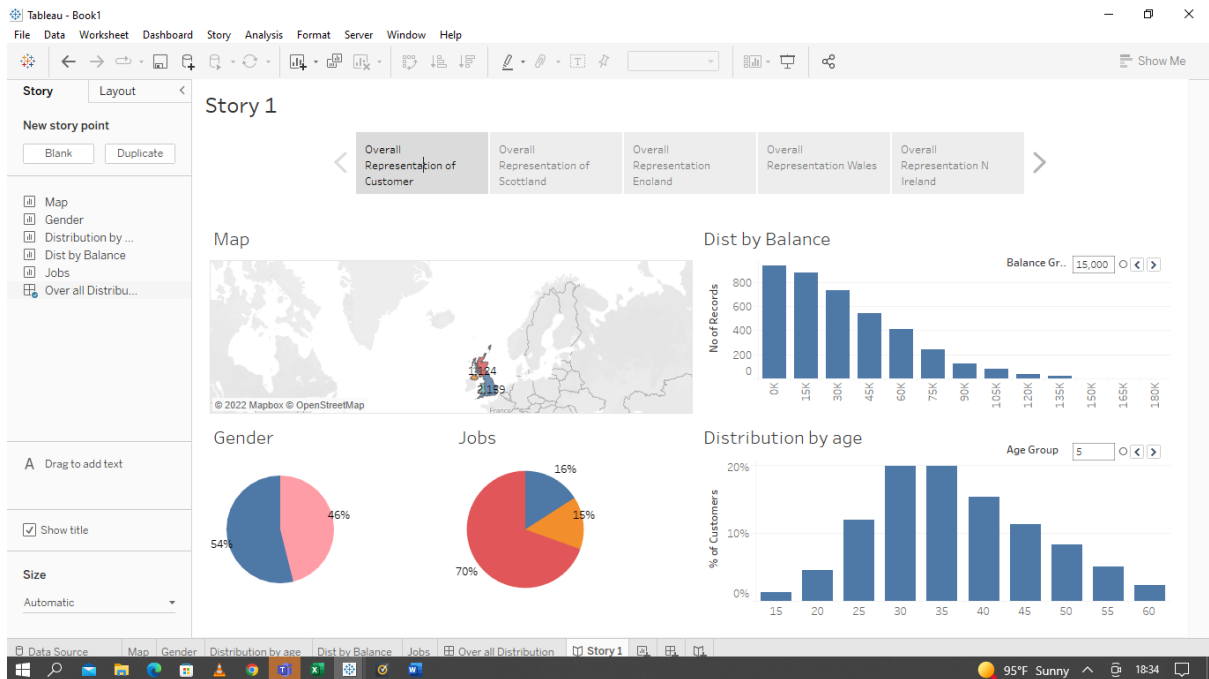 Tableau - Book1
File Data Worksheet Dashboard Story Analysis Format Server Window Help
Show Me
Story Layout
New story point
Blank Duplicate
Map
Gender
Distribution by ...
Dist by Balance
Jobs
Over all Distribu...
A Drag to add text
Show title
Size
Automatic
Story 1
Overall
Representation of
Customer
Overall
Representation of
Scottland
Overall
Representation
England
Overall
Representation Wales
Overall
Representation N
Ireland
Map
1,124
2,159
France
© 2022 Mapbox © OpenStreetMap
Dist by Balance
Balance Gr.. 15,000
No of Records
800
600
400
200
0
0K 15K 30K 45K 60K 75K 90K 105K 120K 135K 150K 165K 180K
Gender
46%
54%
Jobs
16%
15%
70%
Distribution by age
Age Group 5
% of Customers
20%
10%
0%
15 20 25 30 35 40 45 50 55 60
Data Source Map Gender Distribution by age Dist by Balance Jobs Over all Distribution Story 1
95°F Sunny 18:34